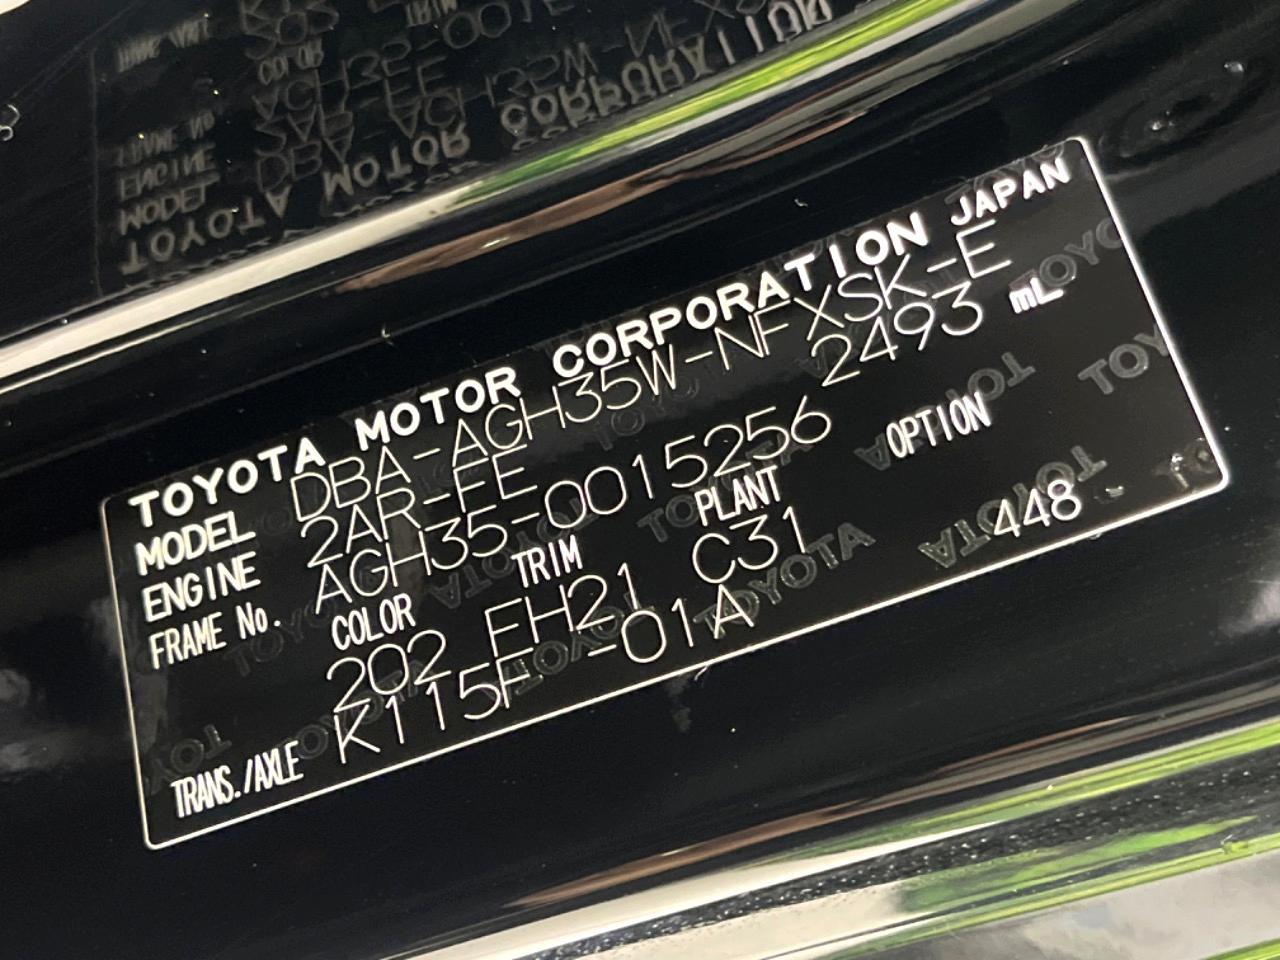 TOYOTA MOTOR CORPORATION JAPAN
MODEL DBA-AGH35W-NFXSK-E
ENGINE 2AR-FE 2493 mL
FRAME No. AGH35-0015256
COLOR TRIM PLANT OPTION
202 FH21 C31 448
TRANS./AXLE K115F -01A